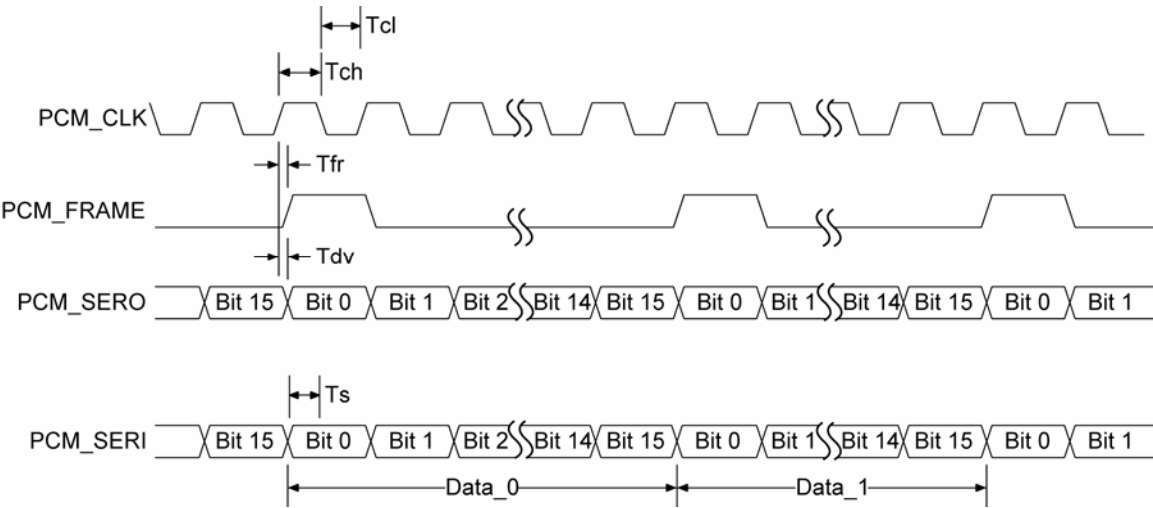 Tcl
Tch
PCM_CLK
Tfr
PCM_FRAME
Tdv
PCM_SERO Bit 15 Bit 0 Bit 1 Bit 2 Bit 14 Bit 15 Bit 0 Bit 1 Bit 14 Bit 15 Bit 0 Bit 1
Ts
PCM_SERI Bit 15 Bit 0 Bit 1 Bit 2 Bit 14 Bit 15 Bit 0 Bit 1 Bit 14 Bit 15 Bit 0 Bit 1
Data_0 Data_1